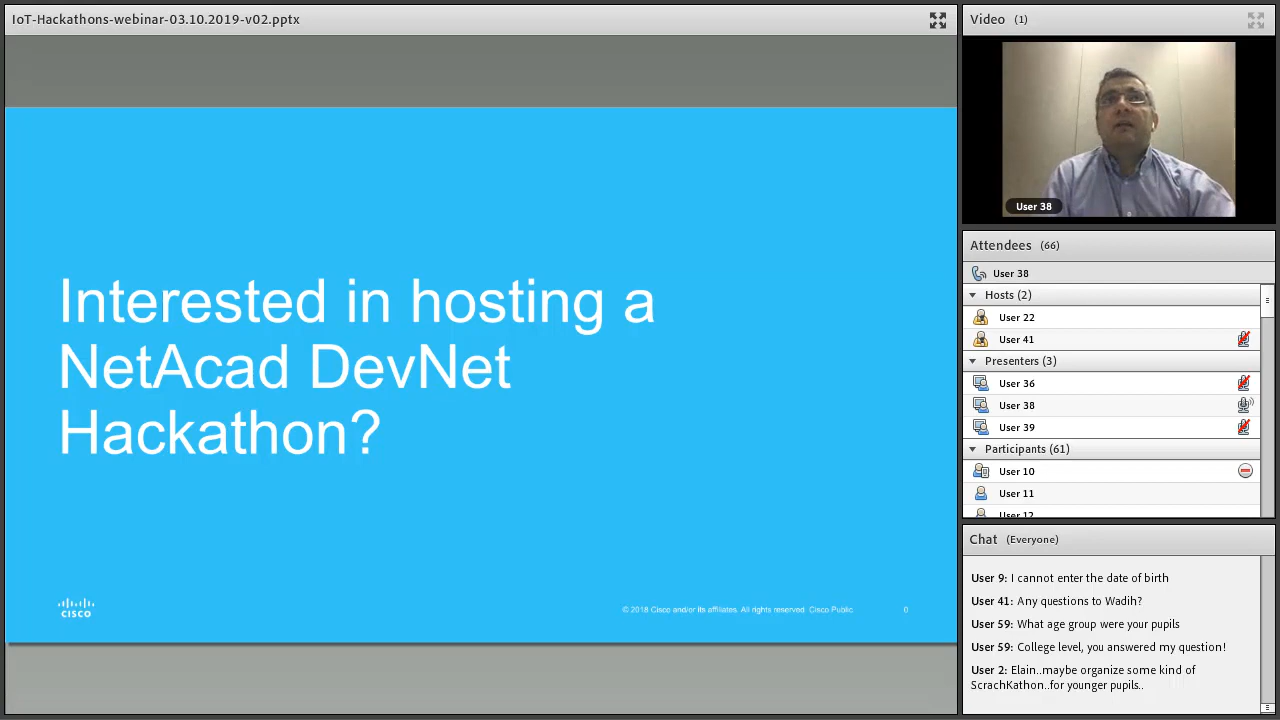 IoT-Hackathons-webinar-03.10.2019-v02.pptx
Interested in hosting a
NetAcad DevNet
Hackathon?
CISCO
© 2018 Cisco and/or its affiliates. All rights reserved. Cisco Public
0
Video (1)
User 38
Attendees (66)
User 38
Hosts (2)
User 22
User 41
Presenters (3)
User 36
User 38
User 39
Participants (61)
User 10
User 11
User 12
Chat (Everyone)
User 9: I cannot enter the date of birth
User 41: Any questions to Wadih?
User 59: What age group were your pupils
User 59: College level, you answered my question!
User 2: Elain..maybe organize some kind of
ScrachKathon..for younger pupils..